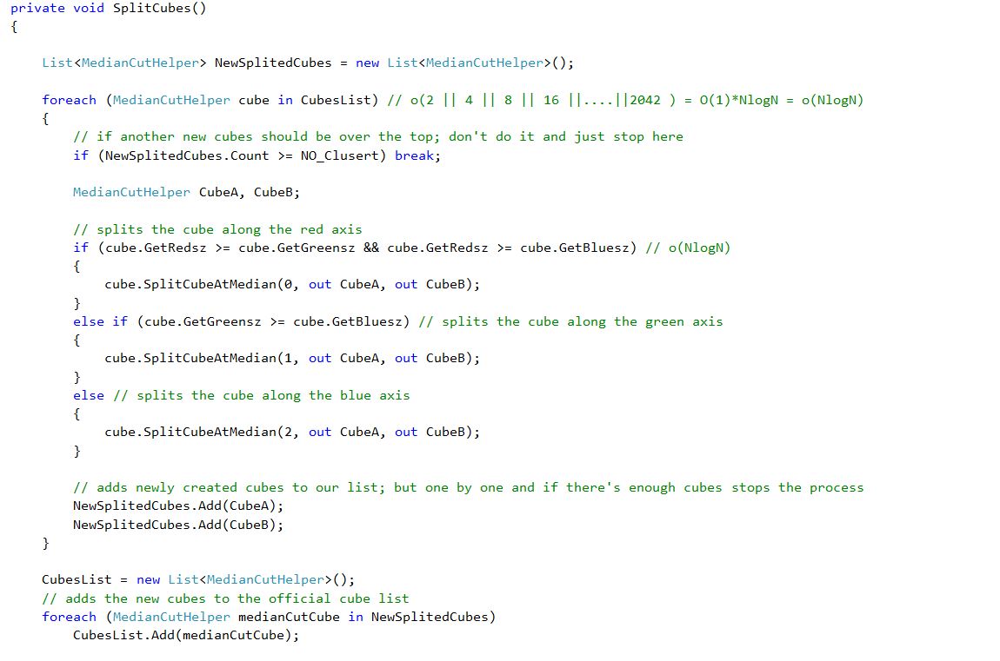 private void SplitCubes()
{
List<MedianCutHelper> NewSplitedCubes = new List<MedianCutHelper>();
foreach (MedianCutHelper cube in CubesList) // o(2 || 4 || 8 || 16 ||....||2042 ) = O(1)*NlogN = o(NlogN)
{
// if another new cubes should be over the top; don't do it and just stop here
if (NewSplitedCubes.Count >= NO_Clusert) break;
MedianCutHelper CubeA, CubeB;
// splits the cube along the red axis
if (cube.GetRedsz >= cube.GetGreensz && cube.GetRedsz >= cube.GetBluesz) // o(NlogN)
{
cube.SplitCubeAtMedian(0, out CubeA, out CubeB);
}
else if (cube.GetGreensz >= cube.GetBluesz) // splits the cube along the green axis
{
cube.SplitCubeAtMedian(1, out CubeA, out CubeB);
}
else // splits the cube along the blue axis
{
cube.SplitCubeAtMedian(2, out CubeA, out CubeB);
}
// adds newly created cubes to our list; but one by one and if there's enough cubes stops the process
NewSplitedCubes.Add(CubeA);
NewSplitedCubes.Add(CubeB);
}
CubesList = new List<MedianCutHelper>();
// adds the new cubes to the official cube list
foreach (MedianCutHelper medianCutCube in NewSplitedCubes)
CubesList.Add(medianCutCube);